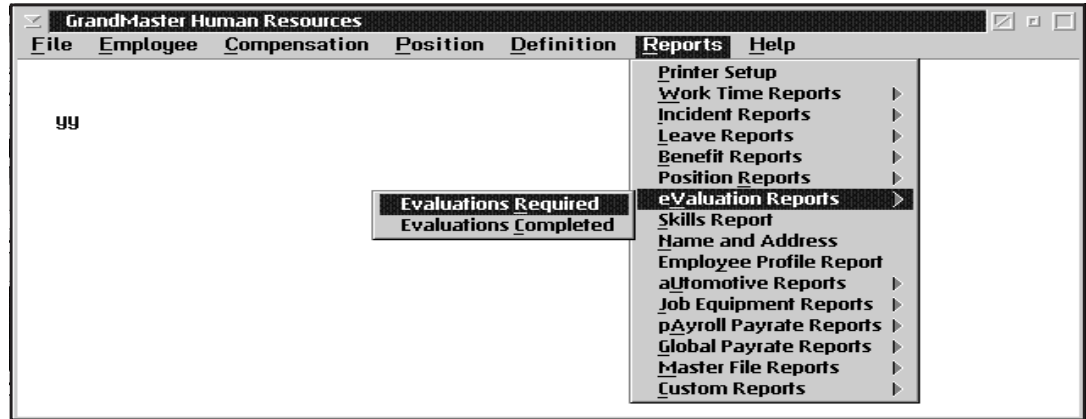 GrandMaster Human Resources
File Employee Compensation Position Definition Reports Help
yy
Printer Setup
Work Time Reports
Incident Reports
Leave Reports
Benefit Reports
Position Reports
eValuation Reports
Evaluations Required
Evaluations Completed
Skills Report
Name and Address
Employee Profile Report
aUtomotive Reports
Job Equipment Reports
pAyroll Payrate Reports
Global Payrate Reports
Master File Reports
Custom Reports